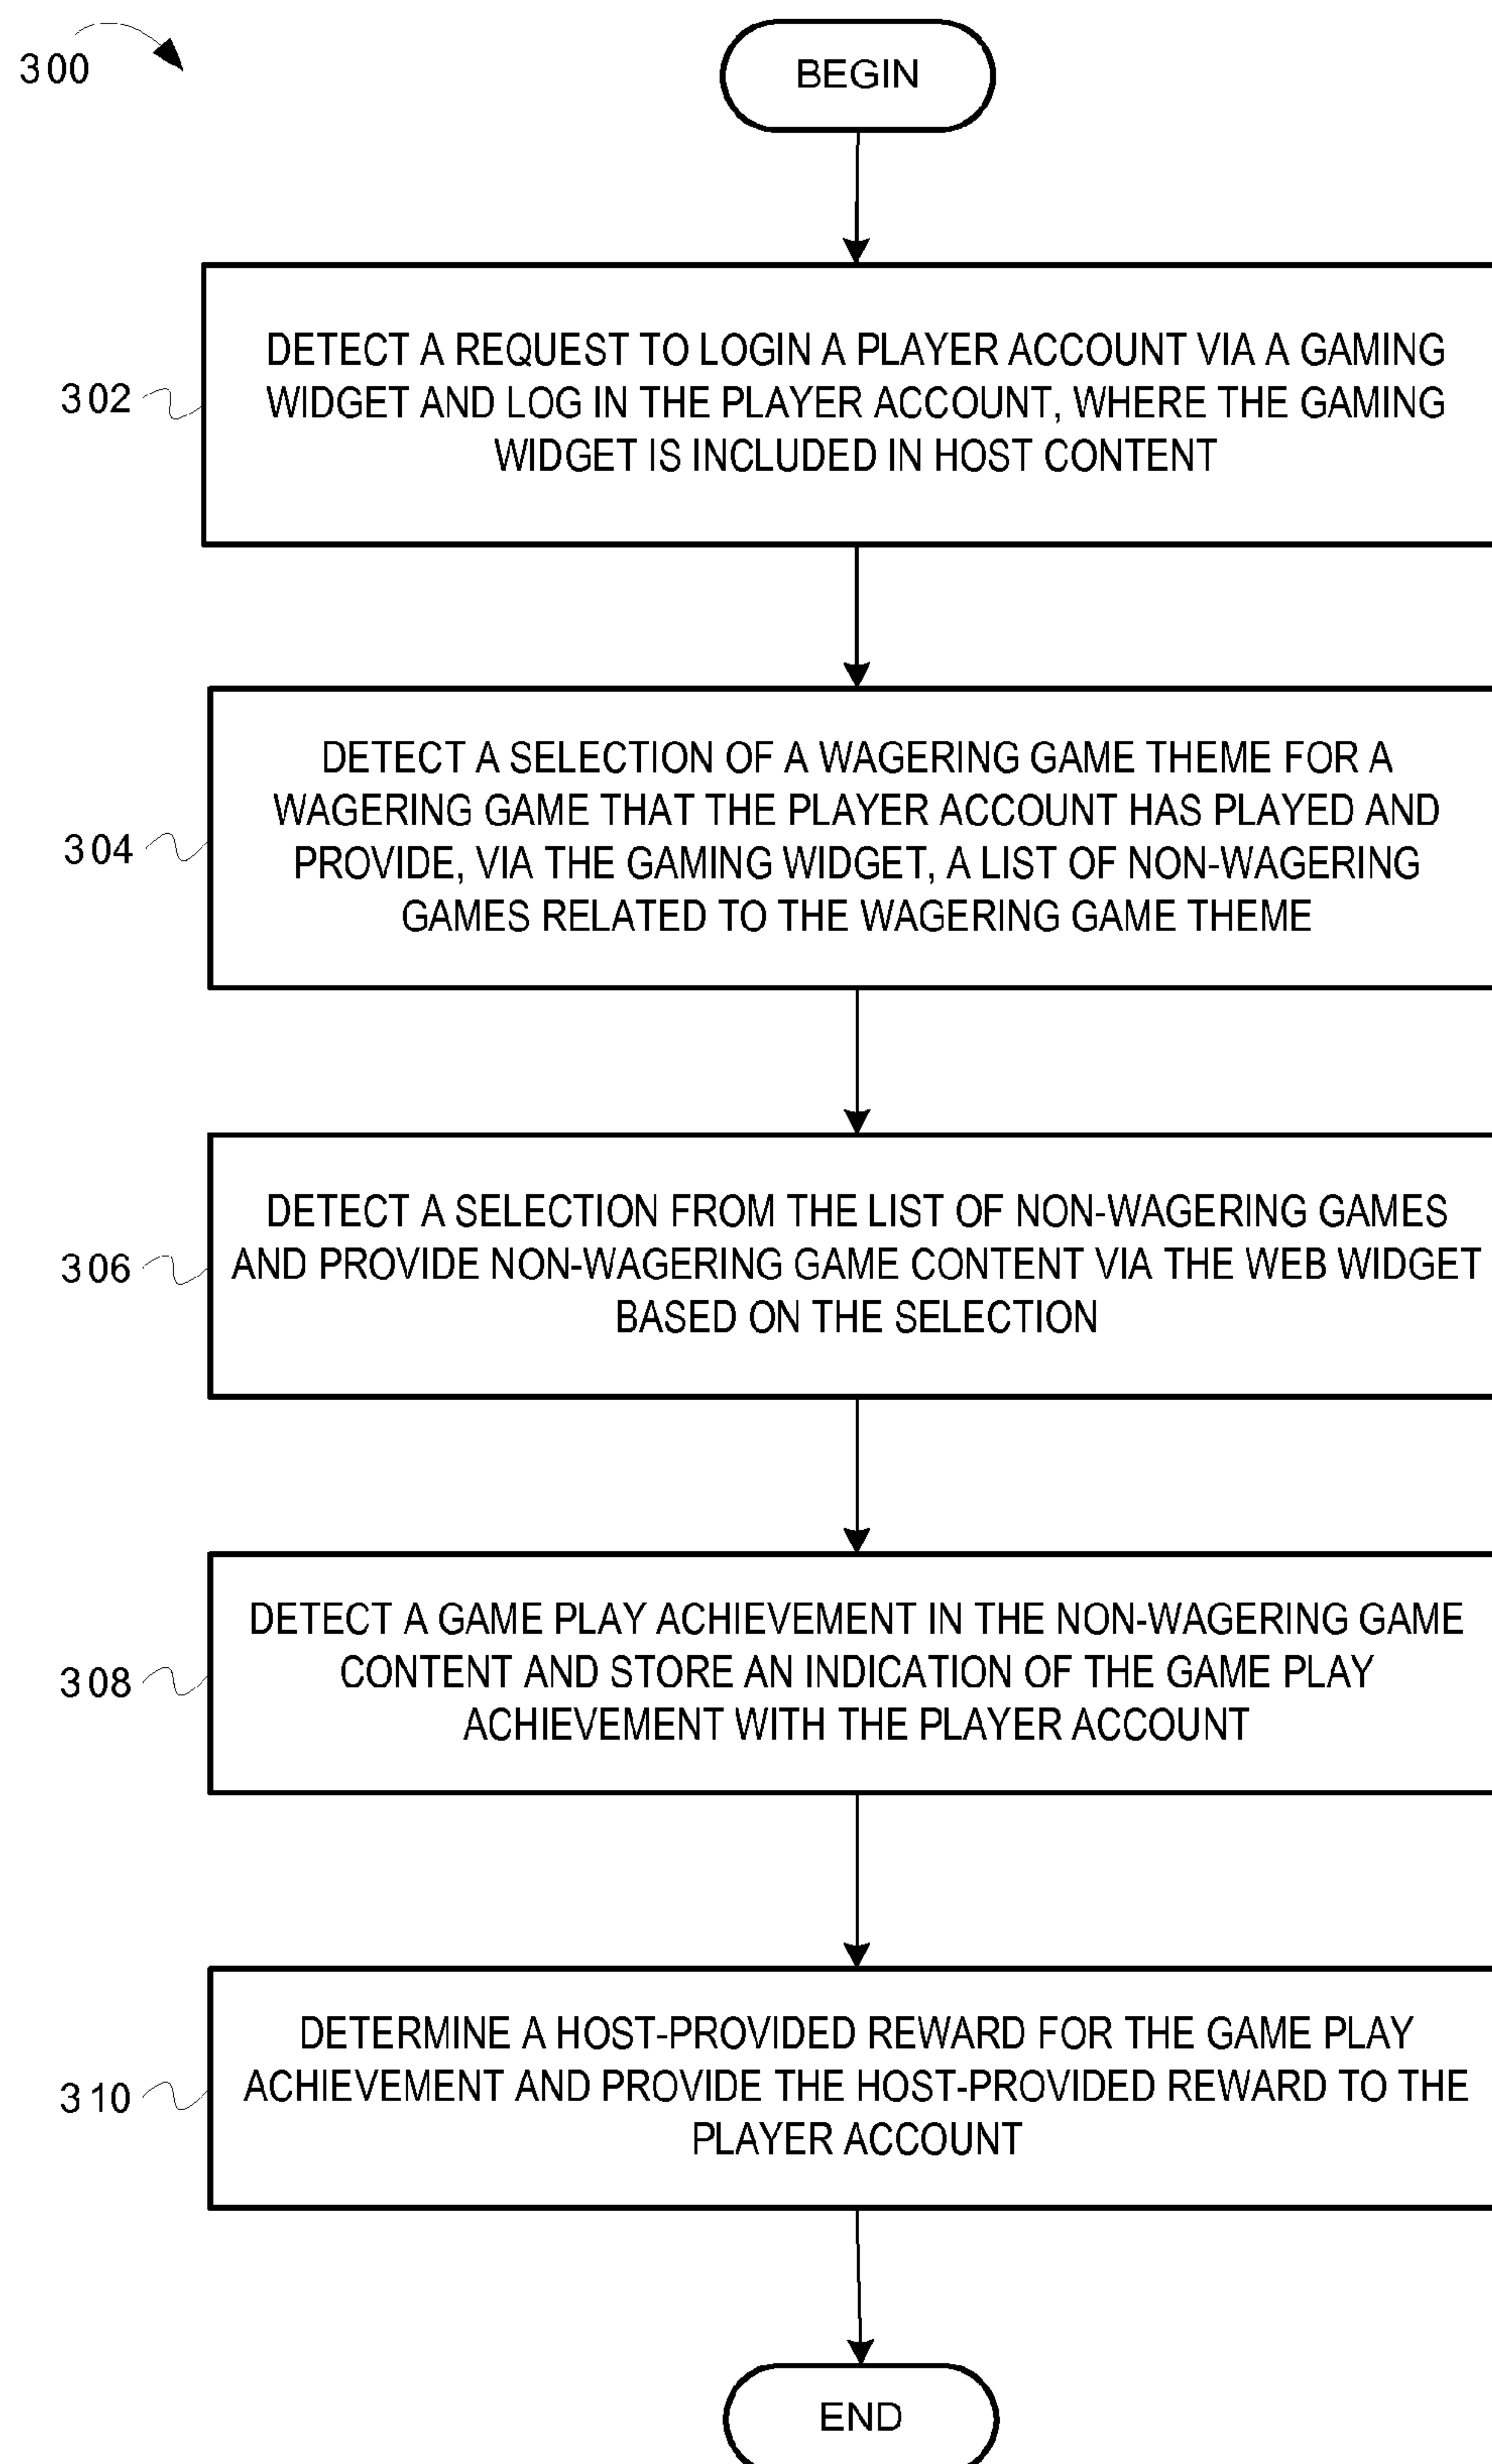 300
BEGIN
302
DETECT A REQUEST TO LOGIN A PLAYER ACCOUNT VIA A GAMING
WIDGET AND LOG IN THE PLAYER ACCOUNT, WHERE THE GAMING
WIDGET IS INCLUDED IN HOST CONTENT
304
DETECT A SELECTION OF A WAGERING GAME THEME FOR A
WAGERING GAME THAT THE PLAYER ACCOUNT HAS PLAYED AND
PROVIDE, VIA THE GAMING WIDGET, A LIST OF NON-WAGERING
GAMES RELATED TO THE WAGERING GAME THEME
306
DETECT A SELECTION FROM THE LIST OF NON-WAGERING GAMES
AND PROVIDE NON-WAGERING GAME CONTENT VIA THE WEB WIDGET
BASED ON THE SELECTION
308
DETECT A GAME PLAY ACHIEVEMENT IN THE NON-WAGERING GAME
CONTENT AND STORE AN INDICATION OF THE GAME PLAY
ACHIEVEMENT WITH THE PLAYER ACCOUNT
310
DETERMINE A HOST-PROVIDED REWARD FOR THE GAME PLAY
ACHIEVEMENT AND PROVIDE THE HOST-PROVIDED REWARD TO THE
PLAYER ACCOUNT
END